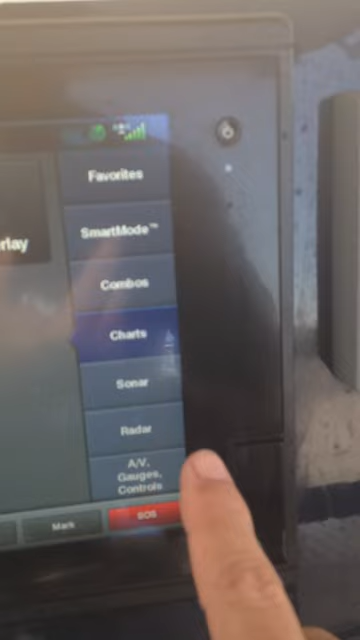 Favorites
SmartMode™
rlay
Combos
Charts
Sonar
Radar
A/V,
Gauges,
Controls
Mark
SOS